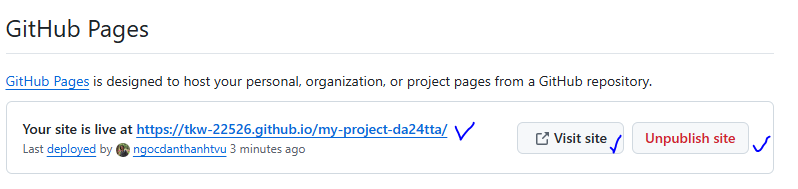 GitHub Pages
GitHub Pages is designed to host your personal, organization, or project pages from a GitHub repository.
Your site is live at https://tkw-22526.github.io/my-project-da24tta/
Visit site
Unpublish site
Last deployed by ngocdanthanhtvu 3 minutes ago